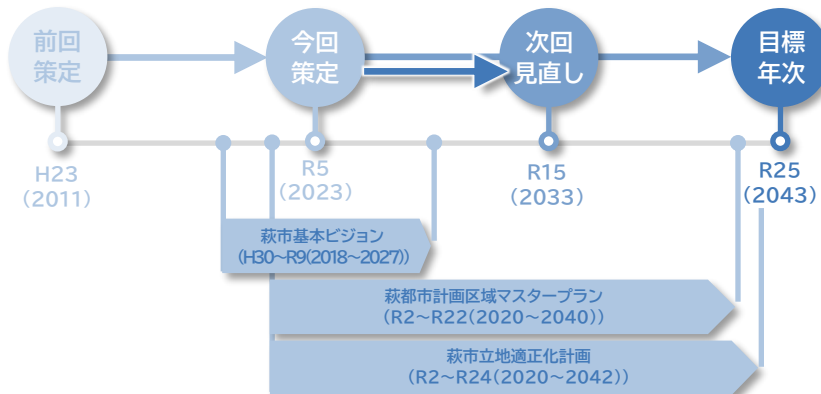 前回
策定
今回
策定
次回
見直し
目標
年次
H23
(2011)
R5
(2023)
R15
(2033)
R25
(2043)
萩市基本ビジョン
(H30～R9(2018～2027))
萩都市計画区域マスタープラン
(R2～R22(2020～2040))
萩市立地適正化計画
(R2～R24(2020～2042))